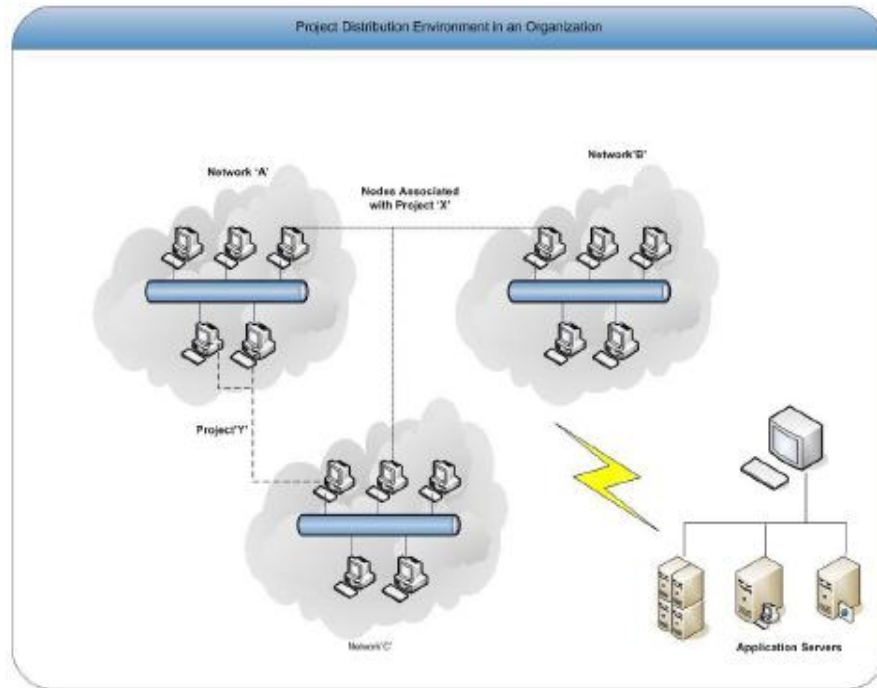 Project Distribution Environment in an Organization
Network 'A'
Network'B'
Nodes Associated
with Project 'X'
Project'Y'
Network'C'
Application Servers